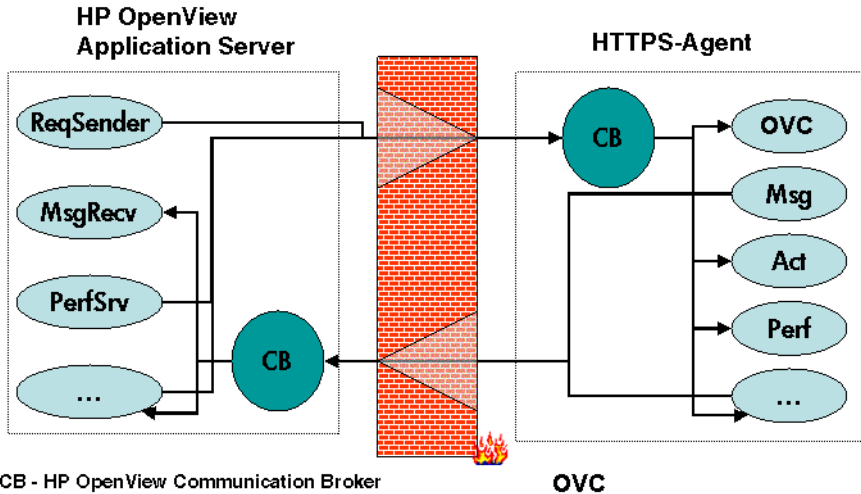 HP OpenView
Application Server
HTTPS-Agent
ReqSender
MsgRecv
PerfSrv
...
CB
CB
OVC
Msg
Act
Perf
...
CB - HP OpenView Communication Broker
OVC